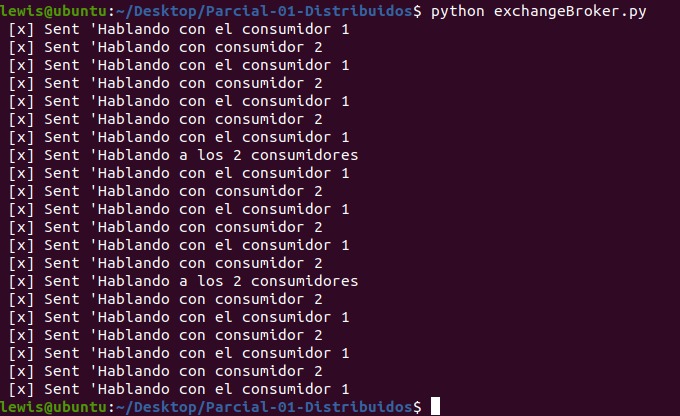 lewis@ubuntu:~/Desktop/Parcial-01-Distribuidos$ python exchangeBroker.py
[x] Sent 'Hablando con el consumidor 1
[x] Sent 'Hablando con consumidor 2
[x] Sent 'Hablando con el consumidor 1
[x] Sent 'Hablando con consumidor 2
[x] Sent 'Hablando con el consumidor 1
[x] Sent 'Hablando con consumidor 2
[x] Sent 'Hablando con el consumidor 1
[x] Sent 'Hablando a los 2 consumidores
[x] Sent 'Hablando con el consumidor 1
[x] Sent 'Hablando con consumidor 2
[x] Sent 'Hablando con el consumidor 1
[x] Sent 'Hablando con consumidor 2
[x] Sent 'Hablando con el consumidor 1
[x] Sent 'Hablando con consumidor 2
[x] Sent 'Hablando a los 2 consumidores
[x] Sent 'Hablando con consumidor 2
[x] Sent 'Hablando con el consumidor 1
[x] Sent 'Hablando con consumidor 2
[x] Sent 'Hablando con el consumidor 1
[x] Sent 'Hablando con consumidor 2
[x] Sent 'Hablando con el consumidor 1
lewis@ubuntu:~/Desktop/Parcial-01-Distribuidos$